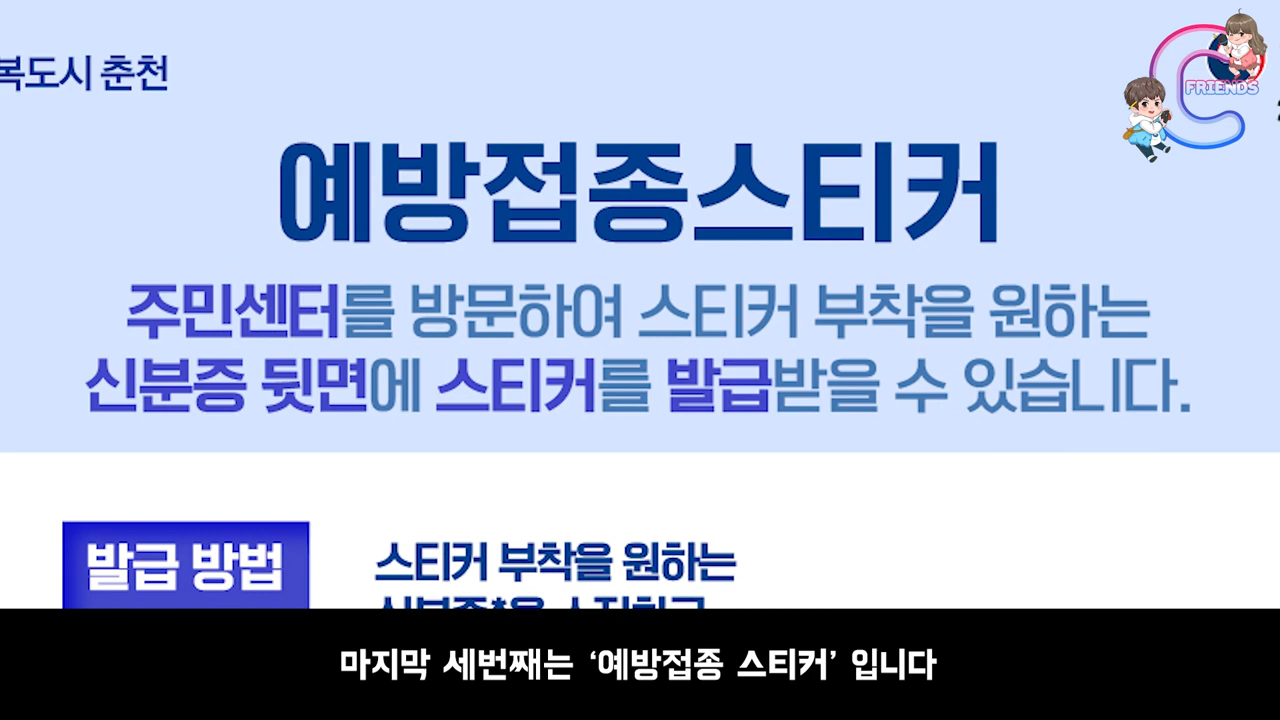 복도시 춘천
FRIENDS
예방접종스티커
주민센터를 방문하여 스티커 부착을 원하는
신분증 뒷면에 스티커를 발급받을 수 있습니다.
발급 방법
스티커 부착을 원하는
마지막 세번째는 ‘예방접종 스티커’ 입니다